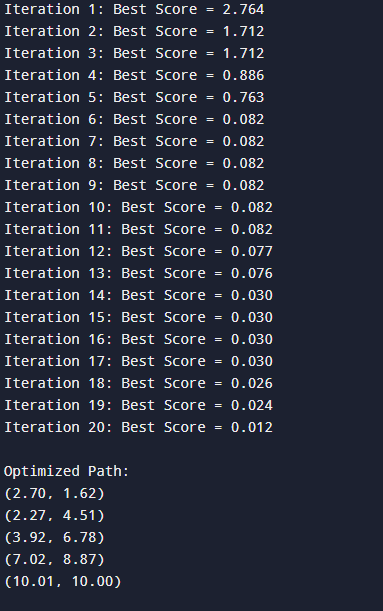 Iteration 1: Best Score = 2.764
Iteration 2: Best Score = 1.712
Iteration 3: Best Score = 1.712
Iteration 4: Best Score = 0.886
Iteration 5: Best Score = 0.763
Iteration 6: Best Score = 0.082
Iteration 7: Best Score = 0.082
Iteration 8: Best Score = 0.082
Iteration 9: Best Score = 0.082
Iteration 10: Best Score = 0.082
Iteration 11: Best Score = 0.082
Iteration 12: Best Score = 0.077
Iteration 13: Best Score = 0.076
Iteration 14: Best Score = 0.030
Iteration 15: Best Score = 0.030
Iteration 16: Best Score = 0.030
Iteration 17: Best Score = 0.030
Iteration 18: Best Score = 0.026
Iteration 19: Best Score = 0.024
Iteration 20: Best Score = 0.012
Optimized Path:
(2.70, 1.62)
(2.27, 4.51)
(3.92, 6.78)
(7.02, 8.87)
(10.01, 10.00)